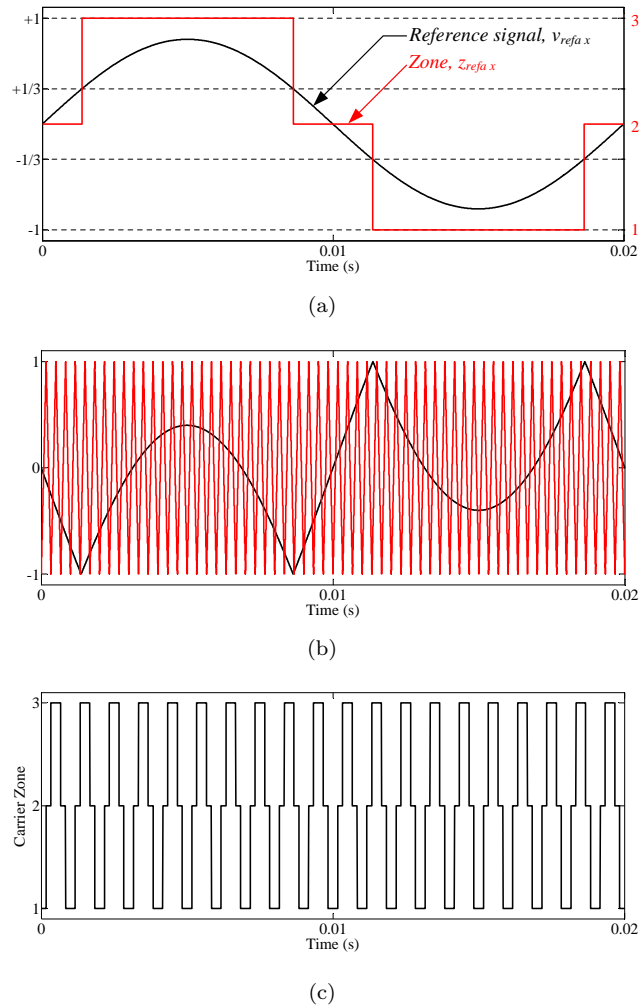 +1
3
Reference signal, v_refa x
Zone, z_refa x
+1/3
2
-1/3
-1
1
0
0.01
0.02
Time (s)
(a)
1
0
-1
0
0.01
0.02
Time (s)
(b)
3
2
1
Carrier Zone
0
0.01
0.02
Time (s)
(c)